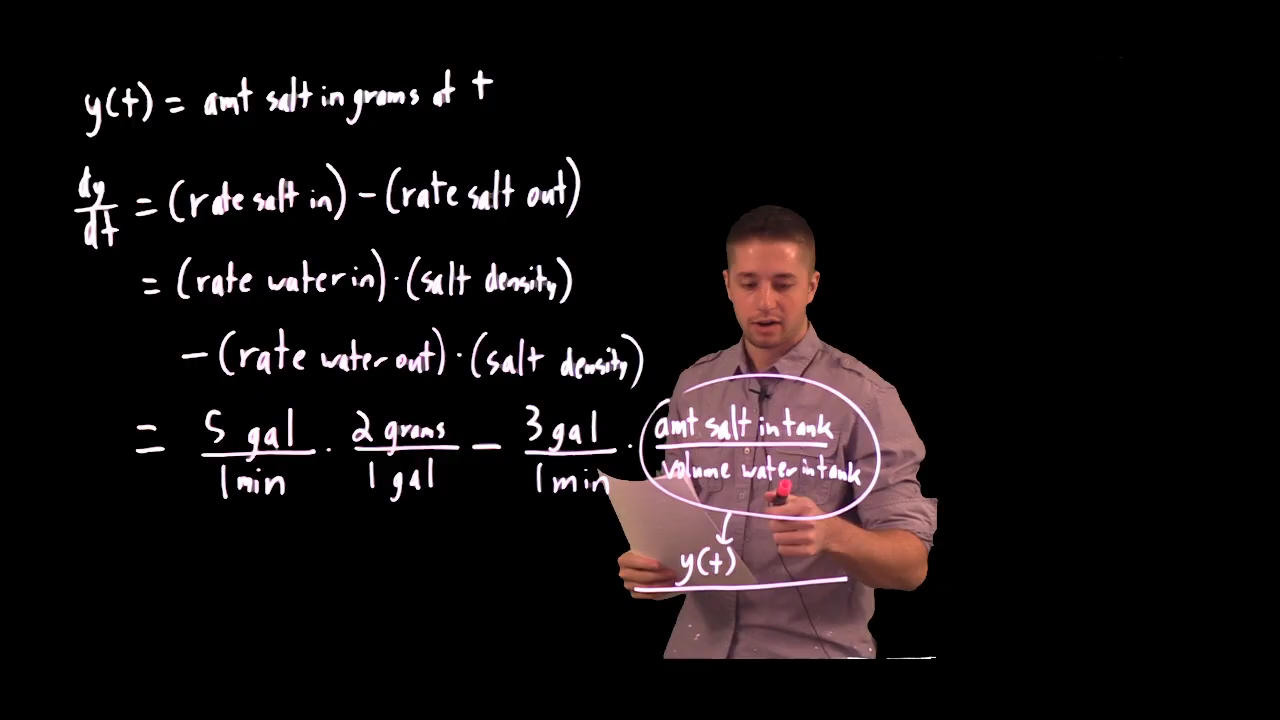 y(t) = amt salt in grams at t
dy/dt = (rate salt in) - (rate salt out)
= (rate water in) · (salt density)
- (rate water out) · (salt density)
= 5 gal/1 min · 2 grams/1 gal - 3 gal/1 min · amt salt in tank/volume water in tank
y(t)